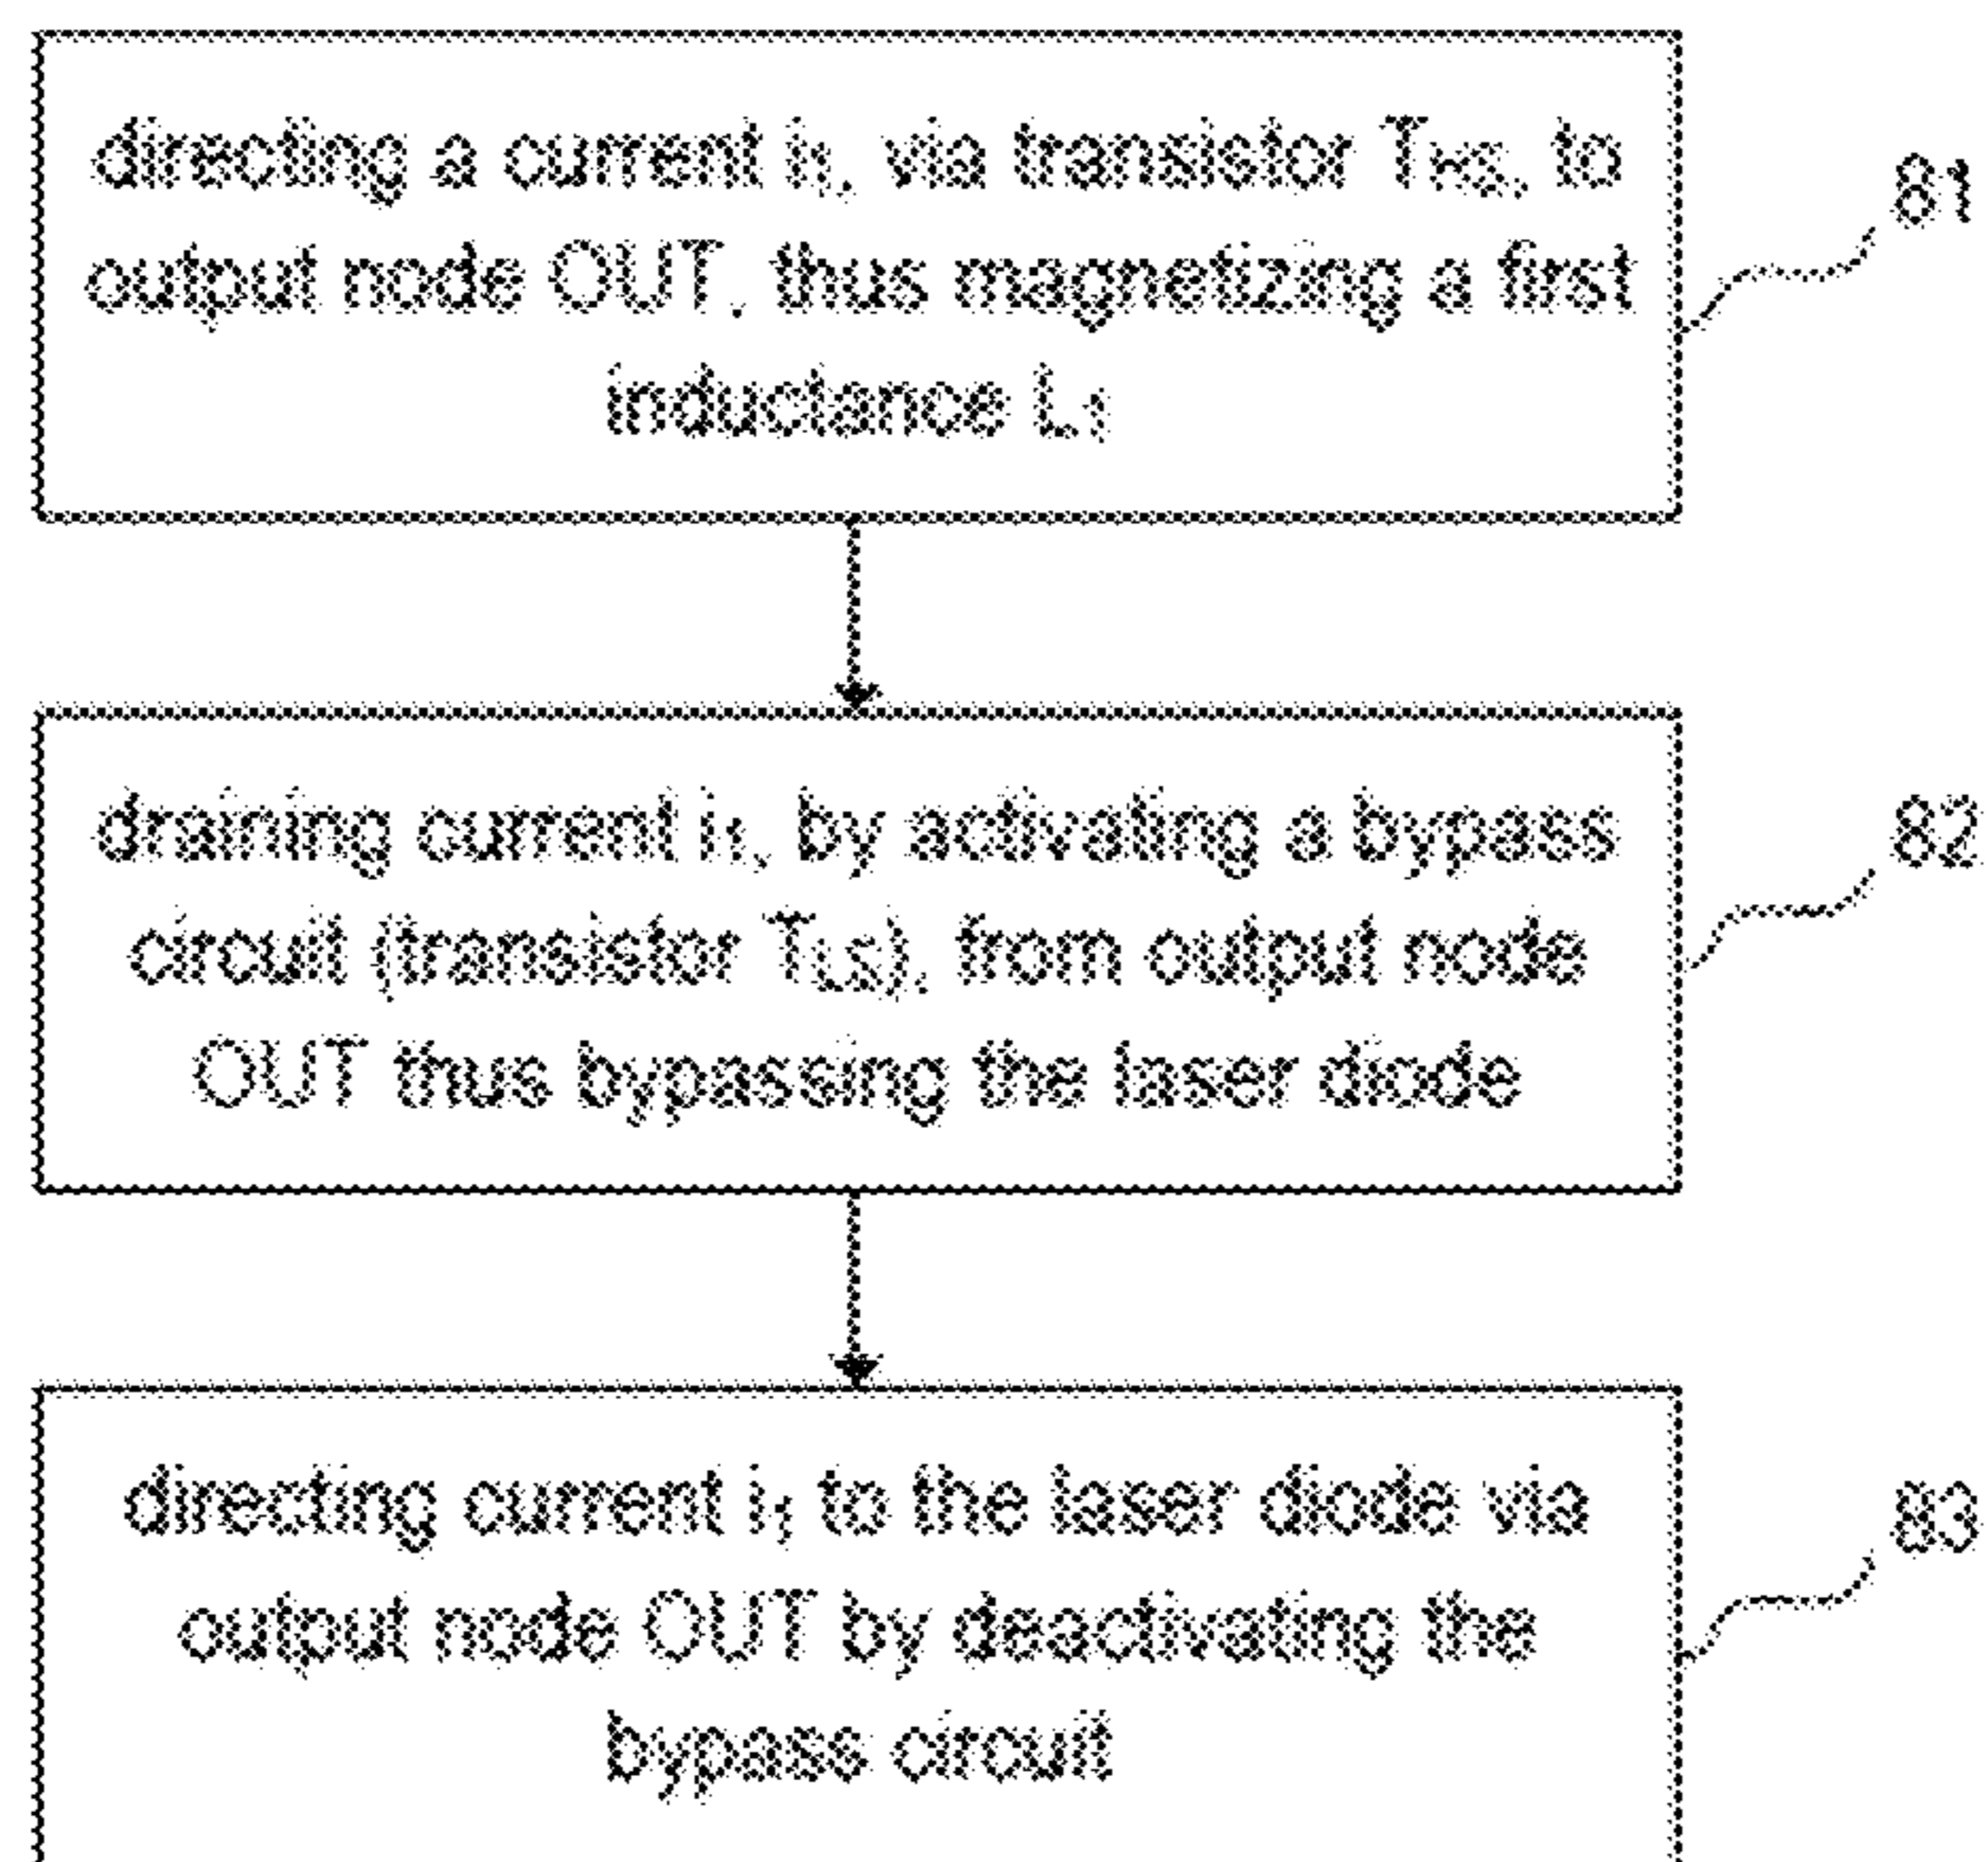 directing a current i₁, via transistor T_HS, to
output node OUT, thus magnetizing a first
inductance L₁
81
draining current i₁, by activating a bypass
circuit (transistor T_LS), from output node
OUT thus bypassing the laser diode
82
directing current i₁ to the laser diode via
output node OUT by deactivating the
bypass circuit
83